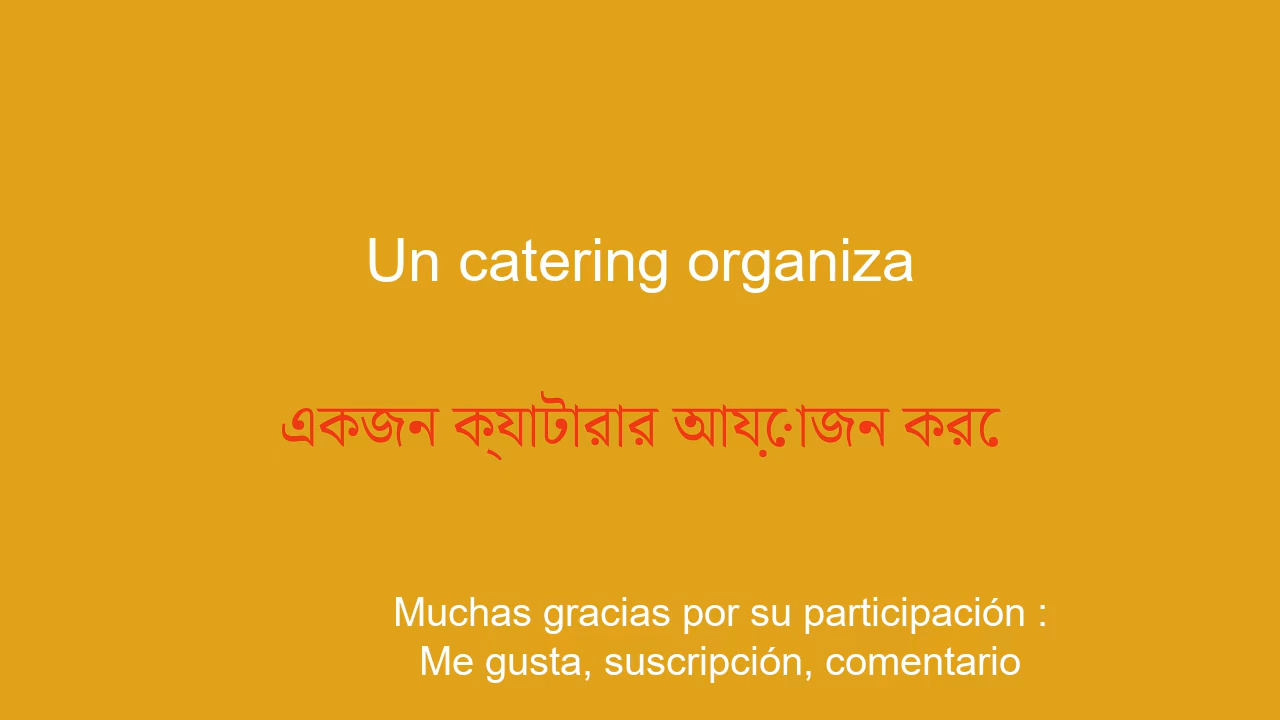 Un catering organiza
একজন ক্যাটারার আয়োজন করে
Muchas gracias por su participación :
Me gusta, suscripción, comentario